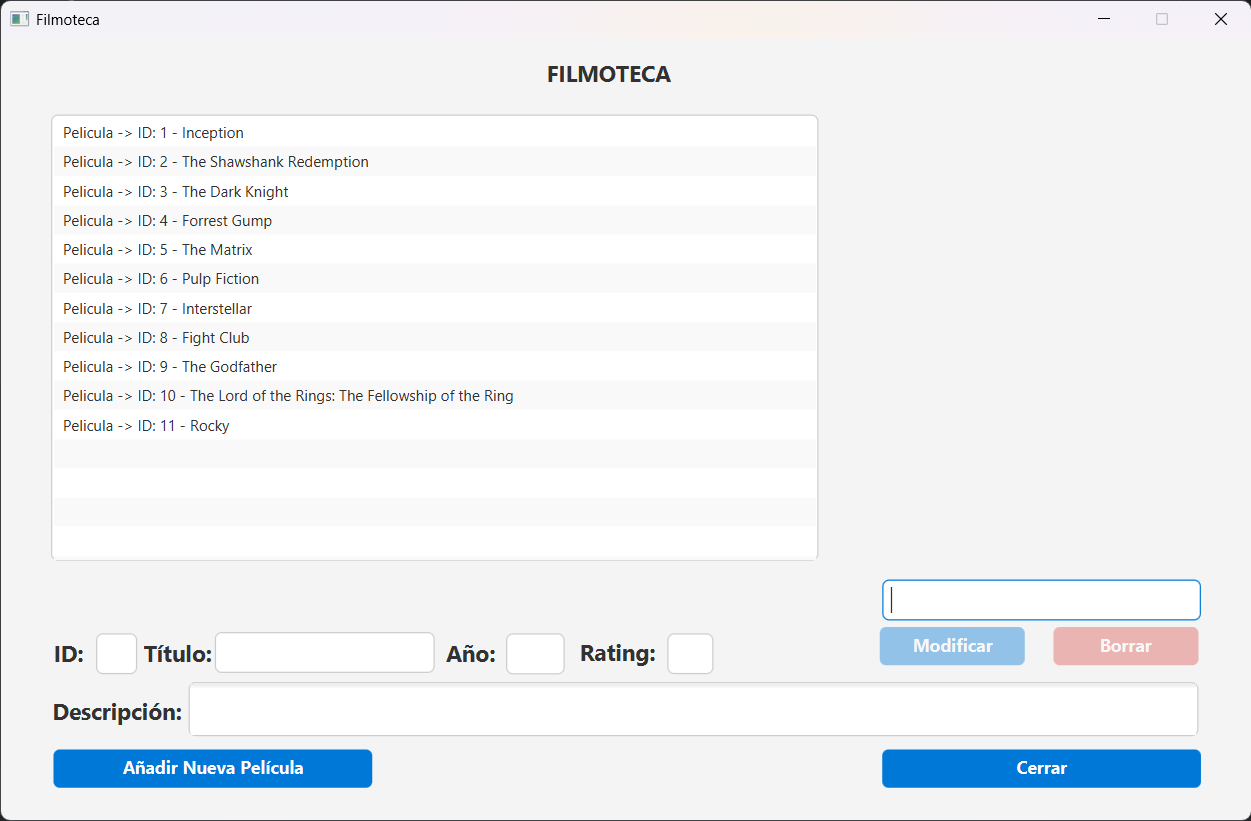 Filmoteca
FILMOTECA
Pelicula -> ID: 1 - Inception
Pelicula -> ID: 2 - The Shawshank Redemption
Pelicula -> ID: 3 - The Dark Knight
Pelicula -> ID: 4 - Forrest Gump
Pelicula -> ID: 5 - The Matrix
Pelicula -> ID: 6 - Pulp Fiction
Pelicula -> ID: 7 - Interstellar
Pelicula -> ID: 8 - Fight Club
Pelicula -> ID: 9 - The Godfather
Pelicula -> ID: 10 - The Lord of the Rings: The Fellowship of the Ring
Pelicula -> ID: 11 - Rocky
ID: Título: Año: Rating: Modificar Borrar
Descripción:
Añadir Nueva Película Cerrar